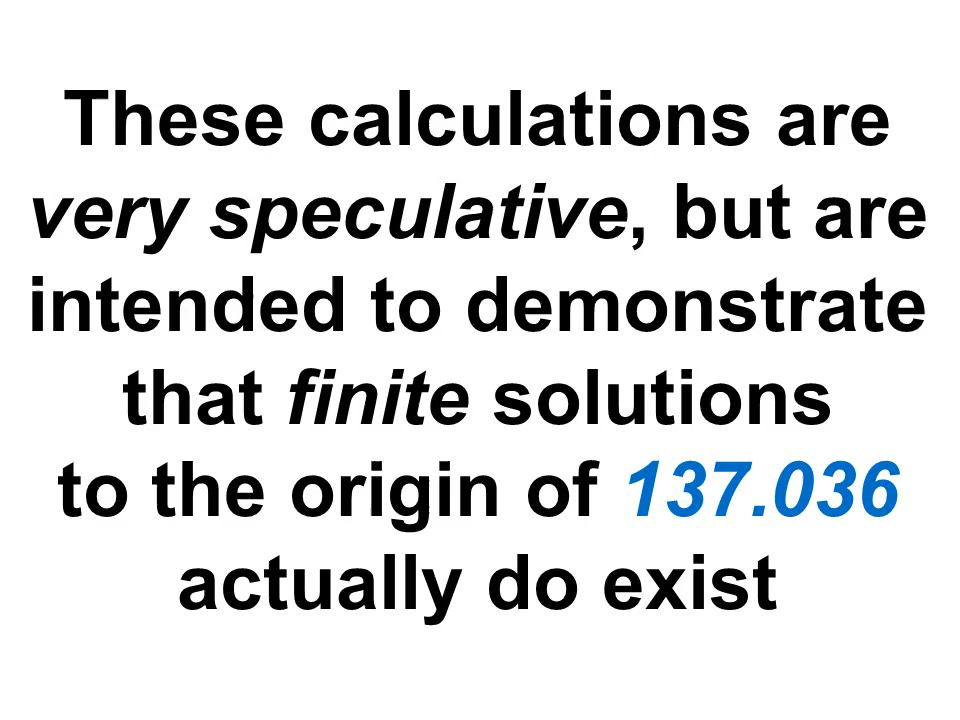 These calculations are
very speculative, but are
intended to demonstrate
that finite solutions
to the origin of 137.036
actually do exist